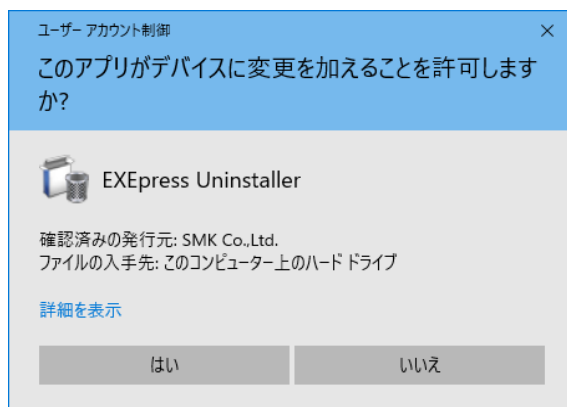 ユーザー アカウント制御
このアプリがデバイスに変更を加えることを許可します
か?
EXEpress Uninstaller
確認済みの発行元: SMK Co.,Ltd.
ファイルの入手先: このコンピューター上のハード ドライブ
詳細を表示
はい
いいえ